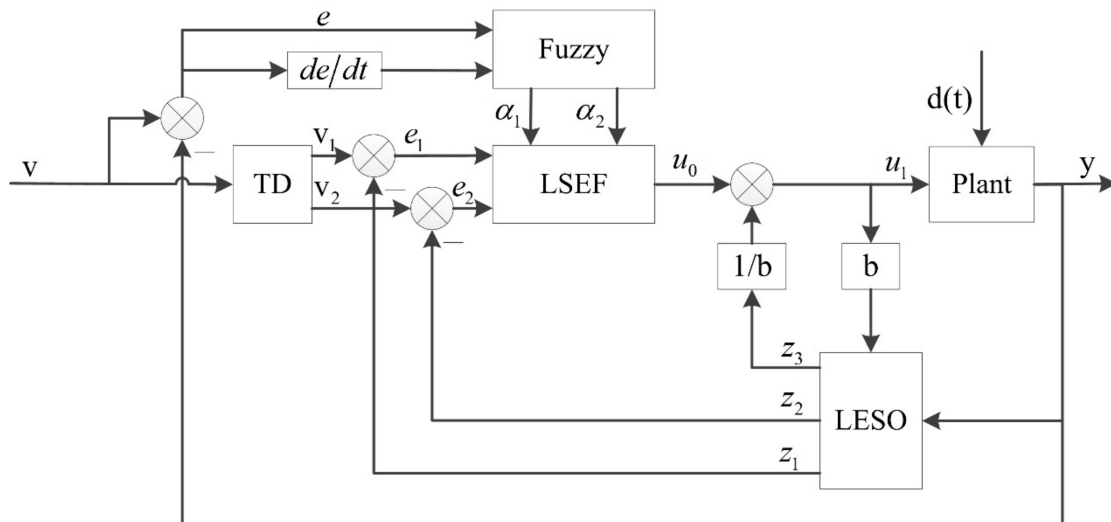 e
Fuzzy
de/dt
α₁
α₂
d(t)
v
TD
v₁
v₂
e₁
e₂
LSEF
u₀
u₁
Plant
y
1/b
b
z₃
z₂
z₁
LESO